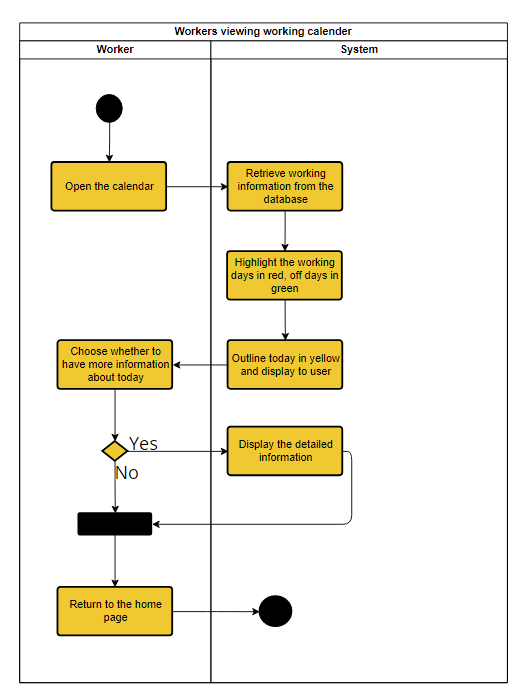 Workers viewing working calender
Worker
System
Open the calendar
Retrieve working
information from the
database
Highlight the working
days in red, off days in
green
Outline today in yellow
and display to user
Choose whether to
have more information
about today
Yes
No
Display the detailed
information
Return to the home
page